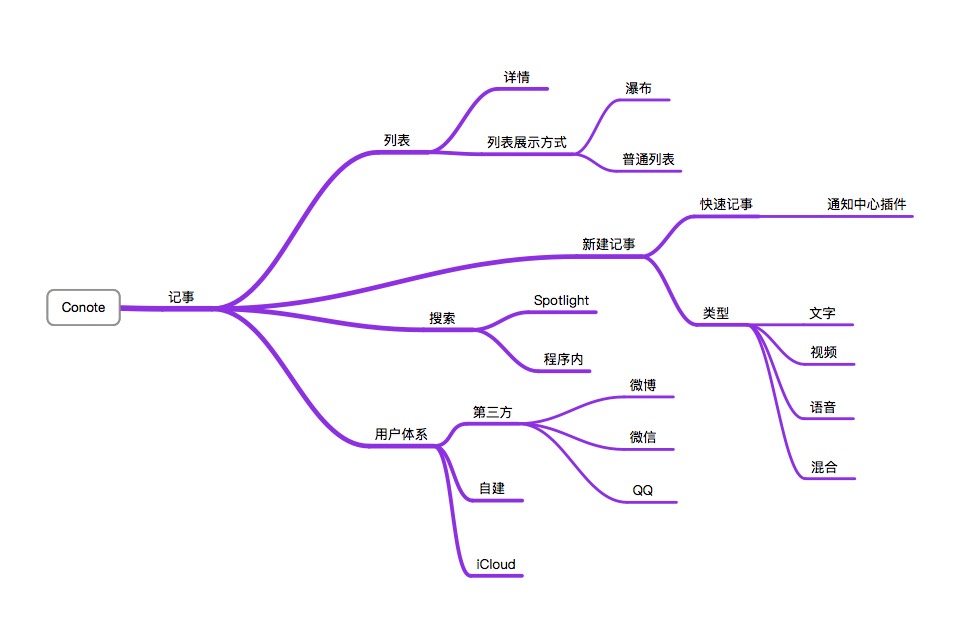 Conote
记事
列表
详情
列表展示方式
瀑布
普通列表
新建记事
快速记事
通知中心插件
类型
文字
视频
语音
混合
搜索
Spotlight
程序内
用户体系
第三方
微博
微信
QQ
自建
iCloud